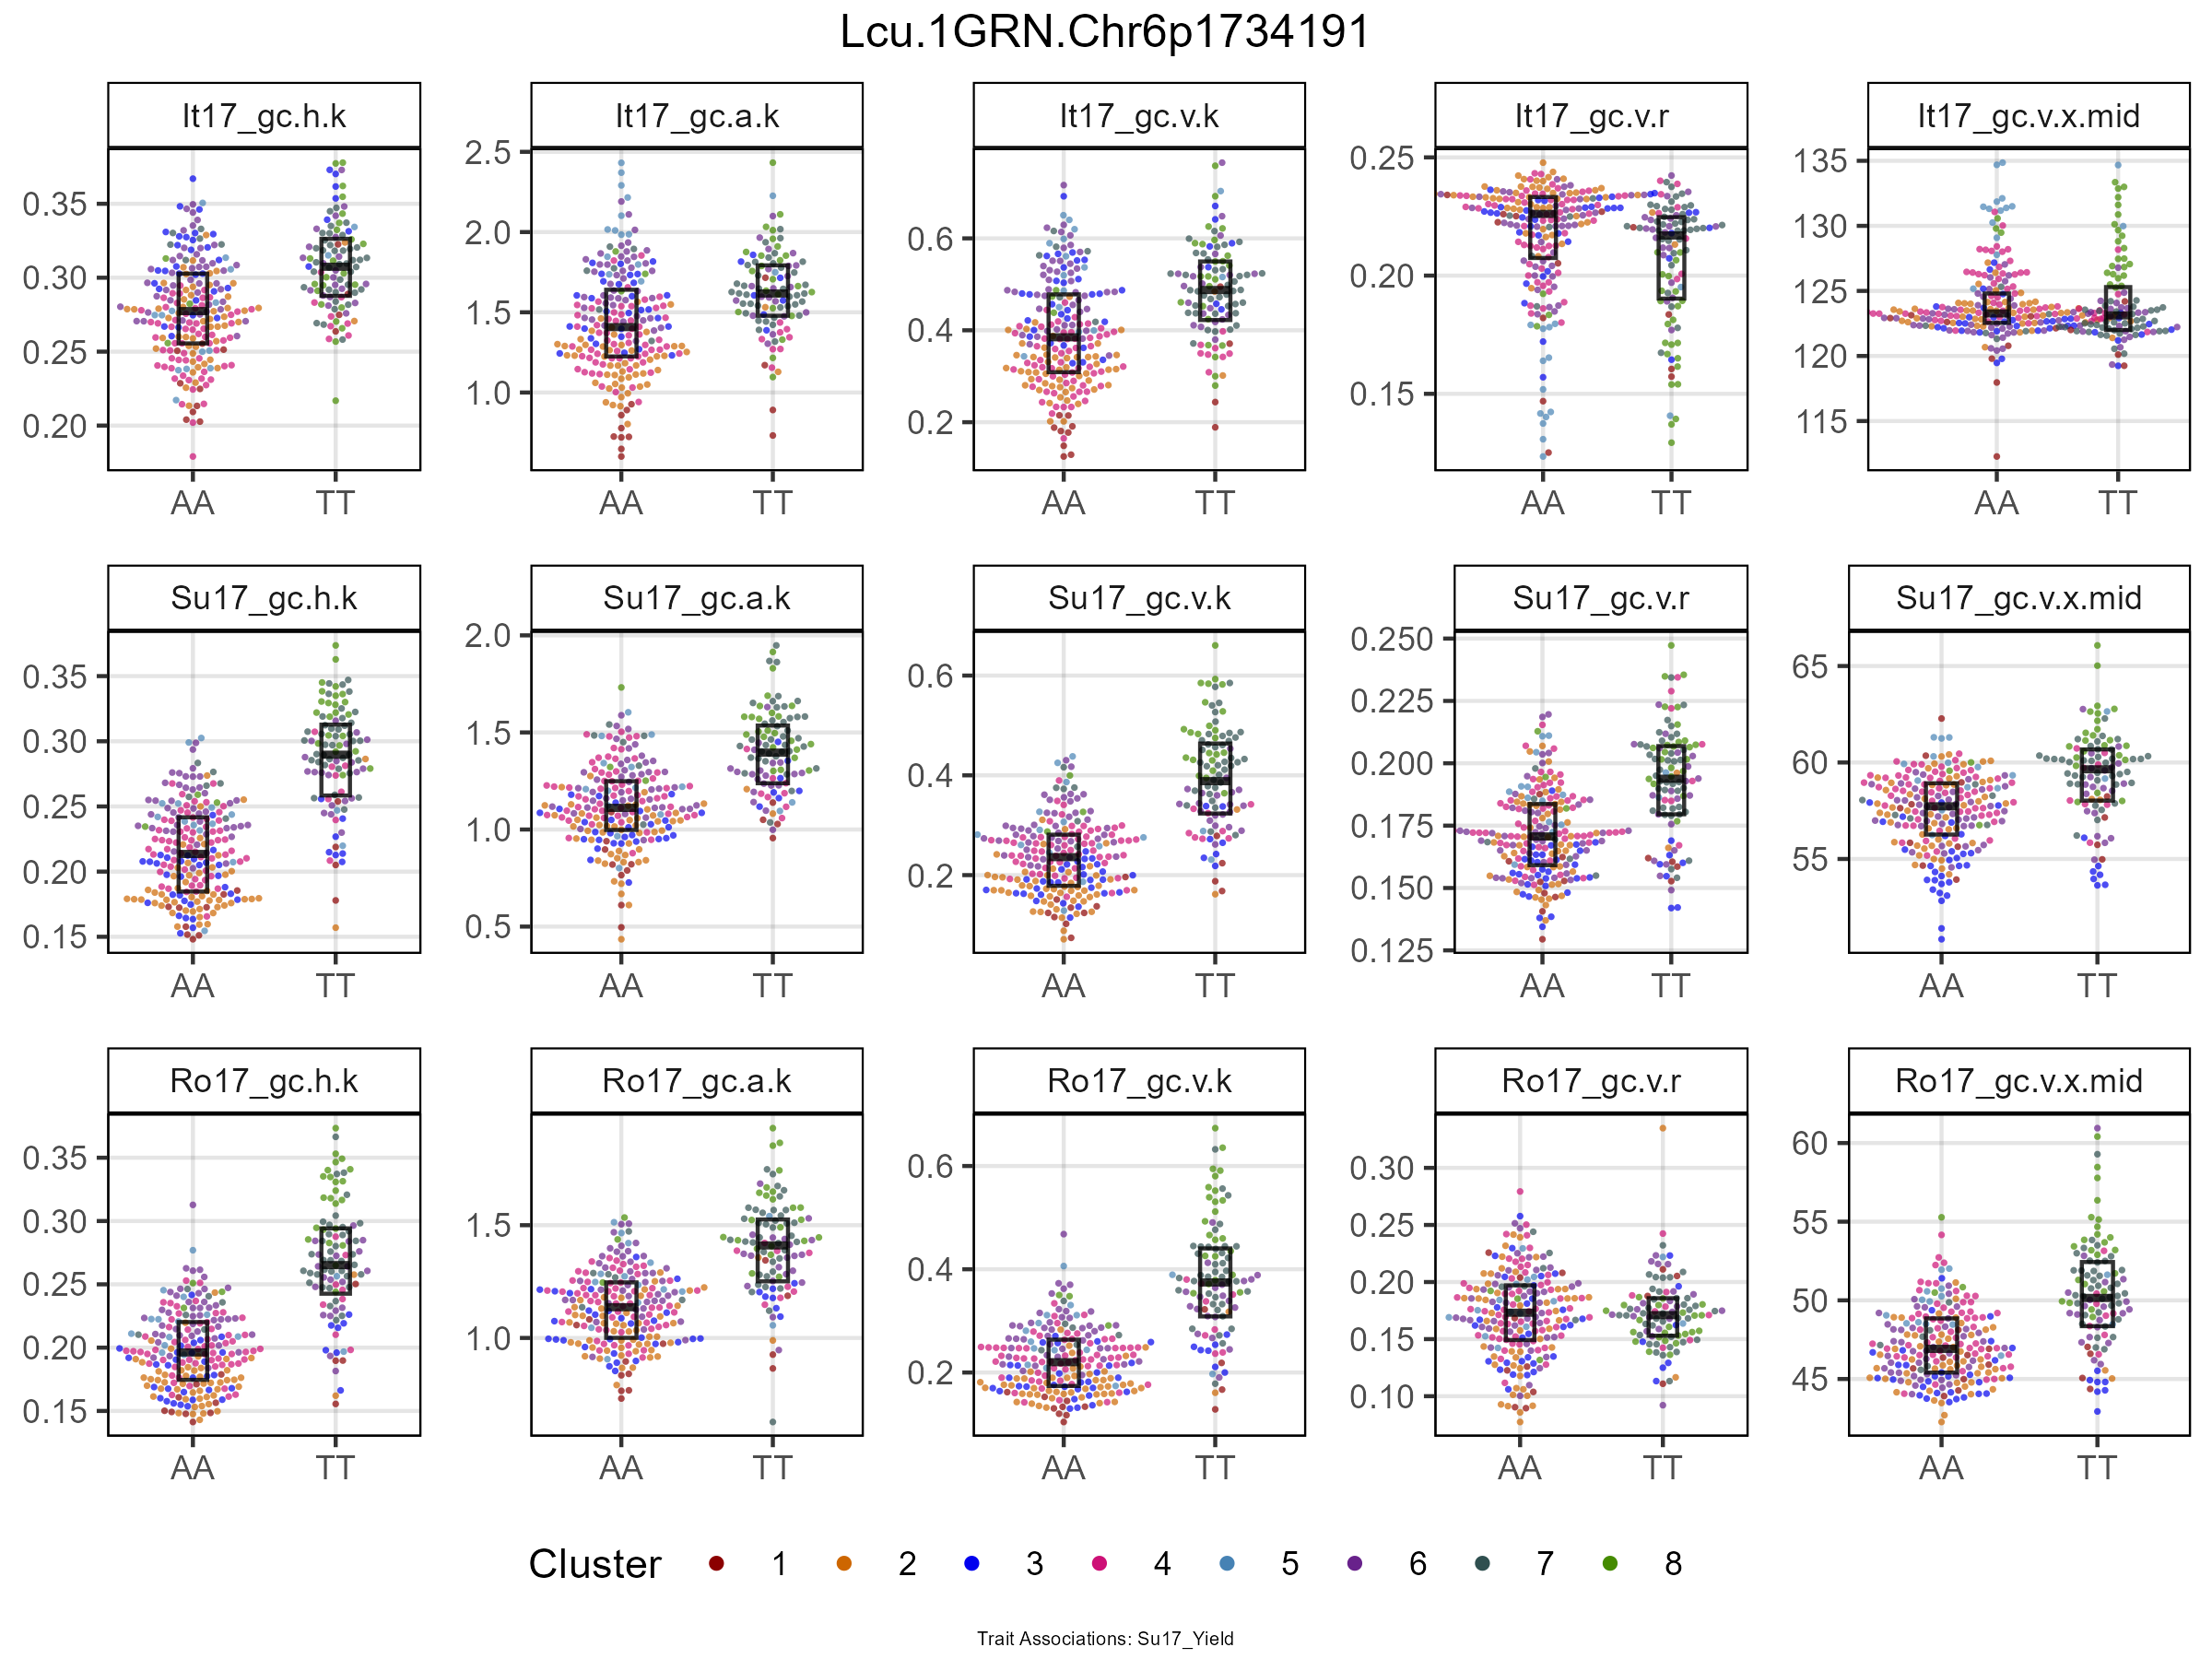 Lcu.1GRN.Chr6p1734191
It17_gc.h.k It17_gc.a.k It17_gc.v.k It17_gc.v.r It17_gc.v.x.mid
0.35 0.30 0.25 0.20
2.5 2.0 1.5 1.0
0.6 0.4 0.2
0.25 0.20 0.15
135 130 125 120 115
AA TT AA TT AA TT AA TT AA TT
Su17_gc.h.k Su17_gc.a.k Su17_gc.v.k Su17_gc.v.r Su17_gc.v.x.mid
0.35 0.30 0.25 0.20 0.15
2.0 1.5 1.0 0.5
0.6 0.4 0.2
0.250 0.225 0.200 0.175 0.150 0.125
65 60 55
AA TT AA TT AA TT AA TT AA TT
Ro17_gc.h.k Ro17_gc.a.k Ro17_gc.v.k Ro17_gc.v.r Ro17_gc.v.x.mid
0.35 0.30 0.25 0.20 0.15
1.5 1.0
0.6 0.4 0.2
0.30 0.25 0.20 0.15 0.10
60 55 50 45
AA TT AA TT AA TT AA TT AA TT
Cluster 1 2 3 4 5 6 7 8
Trait Associations: Su17_Yield